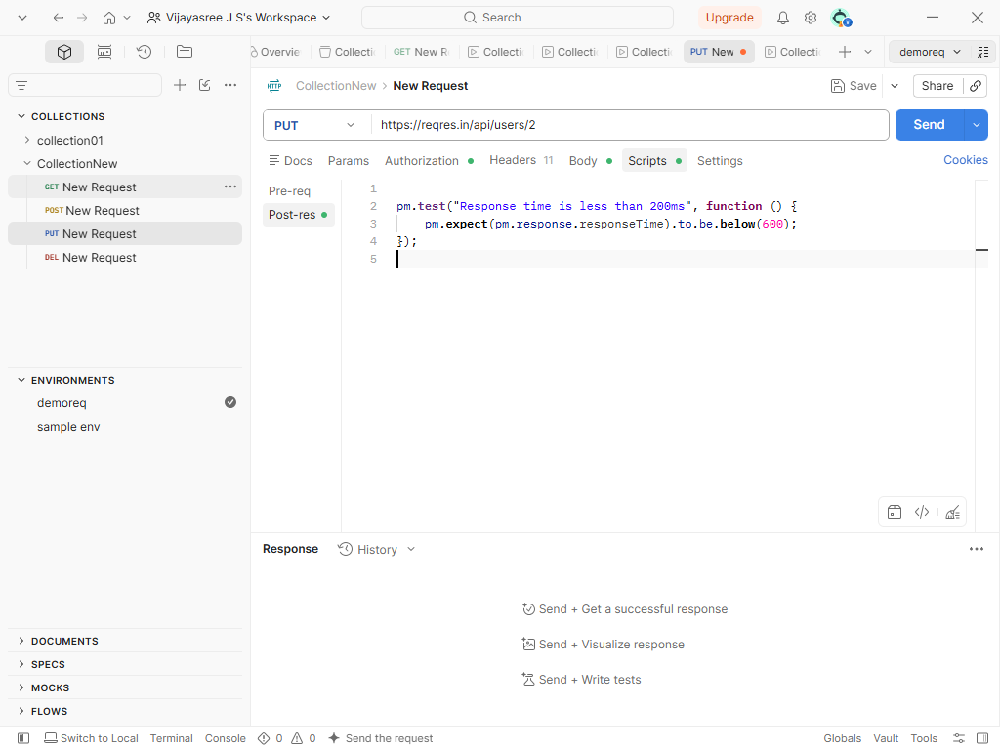 Vijayasree J S's Workspace
Search
Upgrade
Overvie
Collecti
GET New R
Collecti
Collecti
Collecti
PUT New
Collecti
demoreq
HTTP
CollectionNew > New Request
Save
Share
PUT
https://reqres.in/api/users/2
Send
Docs
Params
Authorization
Headers 11
Body
Scripts
Settings
Cookies
COLLECTIONS
collection01
CollectionNew
GET New Request
POST New Request
PUT New Request
DEL New Request
Pre-req
Post-res
1
2 pm.test("Response time is less than 200ms", function () {
3 pm.expect(pm.response.responseTime).to.be.below(600);
4 });
5
ENVIRONMENTS
demoreq
sample env
Response
History
Send + Get a successful response
Send + Visualize response
Send + Write tests
DOCUMENTS
SPECS
MOCKS
FLOWS
Switch to Local
Terminal
Console
0
0
Send the request
Globals
Vault
Tools